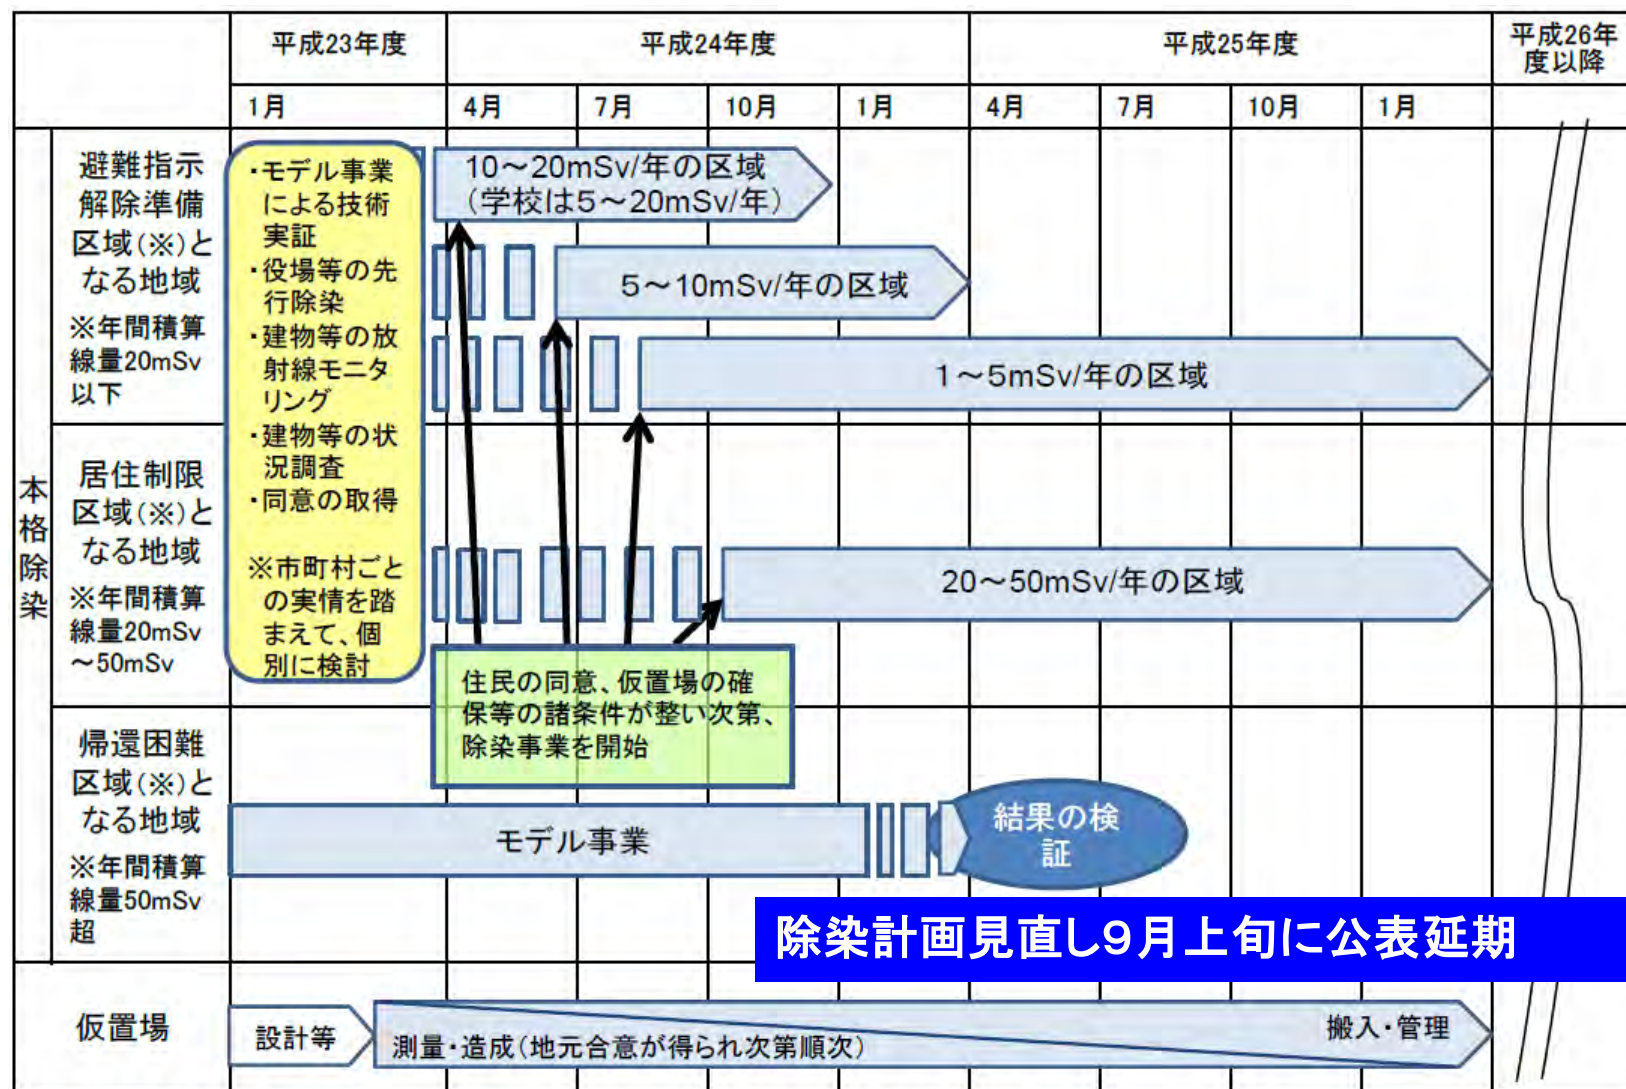 平成23年度
平成24年度
平成25年度
平成26年
度以降
1月
4月
7月
10月
1月
4月
7月
10月
1月
本格除染
避難指示
解除準備
区域(※)と
なる地域
※年間積算
線量20mSv
以下
・モデル事業
による技術
実証
・役場等の先
行除染
・建物等の放
射線モニタ
リング
・建物等の状
況調査
・同意の取得
※市町村ごと
の実情を踏
まえて、個
別に検討
10～20mSv/年の区域
(学校は5～20mSv/年)
5～10mSv/年の区域
1～5mSv/年の区域
居住制限
区域(※)と
なる地域
※年間積算
線量20mSv
～50mSv
20～50mSv/年の区域
住民の同意、仮置場の確
保等の諸条件が整い次第、
除染事業を開始
帰還困難
区域(※)と
なる地域
※年間積算
線量50mSv
超
モデル事業
結果の検
証
除染計画見直し9月上旬に公表延期
仮置場
設計等
測量・造成(地元合意が得られ次第順次)
搬入・管理